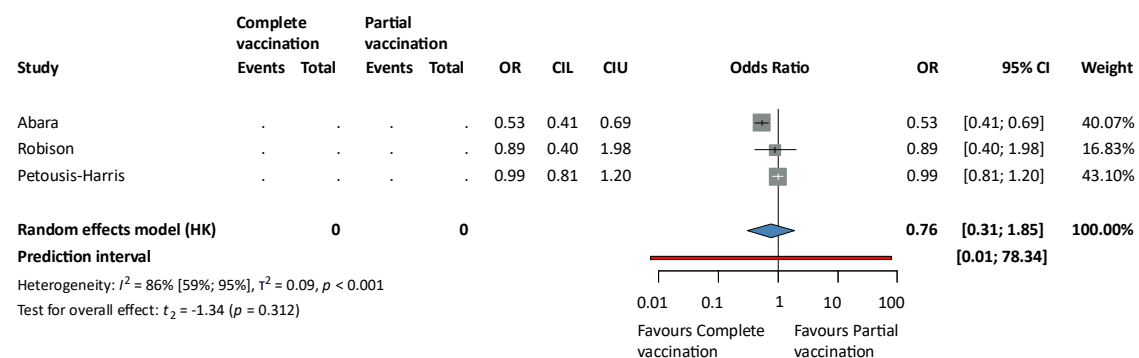 Complete vaccination Partial vaccination
Study Events Total Events Total OR CIL CIU Odds Ratio OR 95% CI Weight
Abara . . . . 0.53 0.41 0.69 0.53 [0.41; 0.69] 40.07%
Robison . . . . 0.89 0.40 1.98 0.89 [0.40; 1.98] 16.83%
Petousis-Harris . . . . 0.99 0.81 1.20 0.99 [0.81; 1.20] 43.10%
Random effects model (HK) 0 0 0.76 [0.31; 1.85] 100.00%
Prediction interval [0.01; 78.34]
Heterogeneity: I² = 86% [59%; 95%], τ² = 0.09, p < 0.001
Test for overall effect: t₂ = -1.34 (p = 0.312)
0.01 0.1 1 10 100
Favours Complete vaccination Favours Partial vaccination